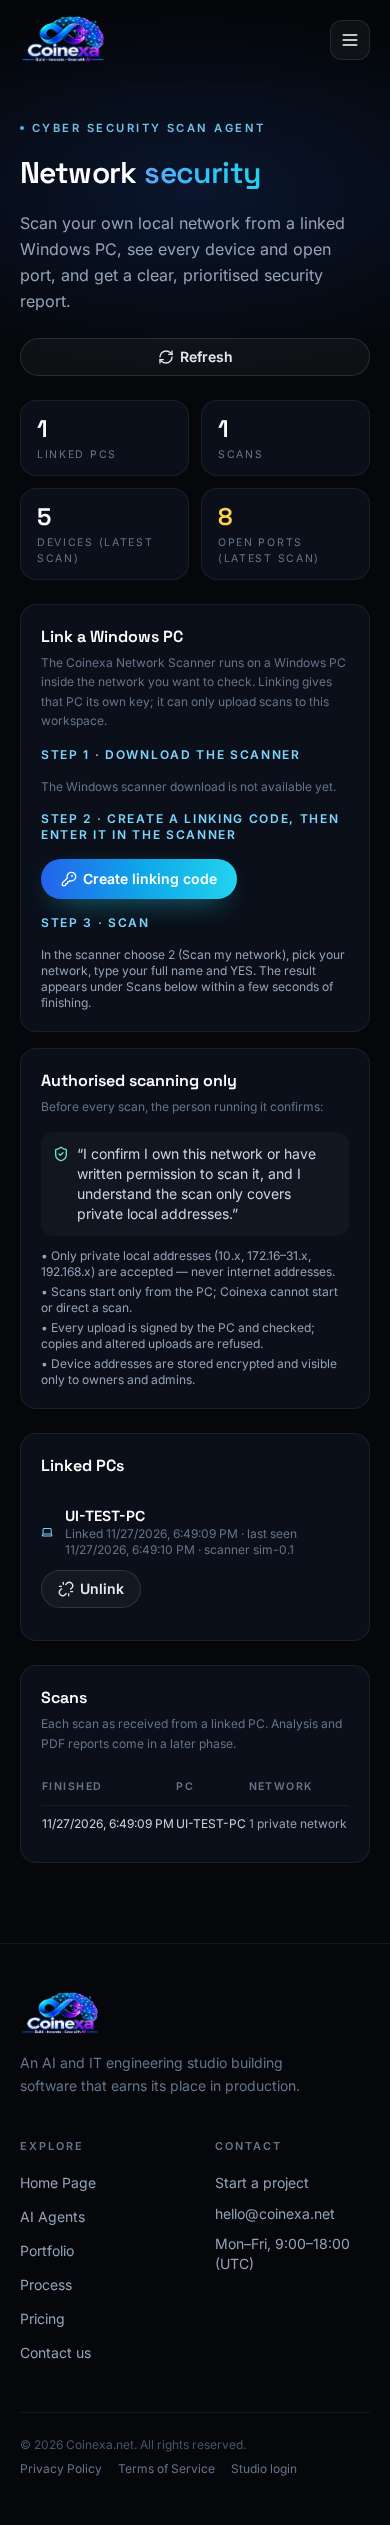 Coinexa
• CYBER SECURITY SCAN AGENT
Network security
Scan your own local network from a linked
Windows PC, see every device and open
port, and get a clear, prioritised security
report.
Refresh
1
LINKED PCS
1
SCANS
5
DEVICES (LATEST
SCAN)
8
OPEN PORTS
(LATEST SCAN)
Link a Windows PC
The Coinexa Network Scanner runs on a Windows PC
inside the network you want to check. Linking gives
that PC its own key; it can only upload scans to this
workspace.
STEP 1 · DOWNLOAD THE SCANNER
The Windows scanner download is not available yet.
STEP 2 · CREATE A LINKING CODE, THEN
ENTER IT IN THE SCANNER
Create linking code
STEP 3 · SCAN
In the scanner choose 2 (Scan my network), pick your
network, type your full name and YES. The result
appears under Scans below within a few seconds of
finishing.
Authorised scanning only
Before every scan, the person running it confirms:
“I confirm I own this network or have
written permission to scan it, and I
understand the scan only covers
private local addresses.”
• Only private local addresses (10.x, 172.16–31.x,
192.168.x) are accepted — never internet addresses.
• Scans start only from the PC; Coinexa cannot start
or direct a scan.
• Every upload is signed by the PC and checked;
copies and altered uploads are refused.
• Device addresses are stored encrypted and visible
only to owners and admins.
Linked PCs
UI-TEST-PC
Linked 11/27/2026, 6:49:09 PM · last seen
11/27/2026, 6:49:10 PM · scanner sim-0.1
Unlink
Scans
Each scan as received from a linked PC. Analysis and
PDF reports come in a later phase.
FINISHED PC NETWORK
11/27/2026, 6:49:09 PM UI-TEST-PC 1 private network
Coinexa
An AI and IT engineering studio building
software that earns its place in production.
EXPLORE
Home Page
AI Agents
Portfolio
Process
Pricing
Contact us
CONTACT
Start a project
hello@coinexa.net
Mon–Fri, 9:00–18:00
(UTC)
© 2026 Coinexa.net. All rights reserved.
Privacy Policy Terms of Service Studio login